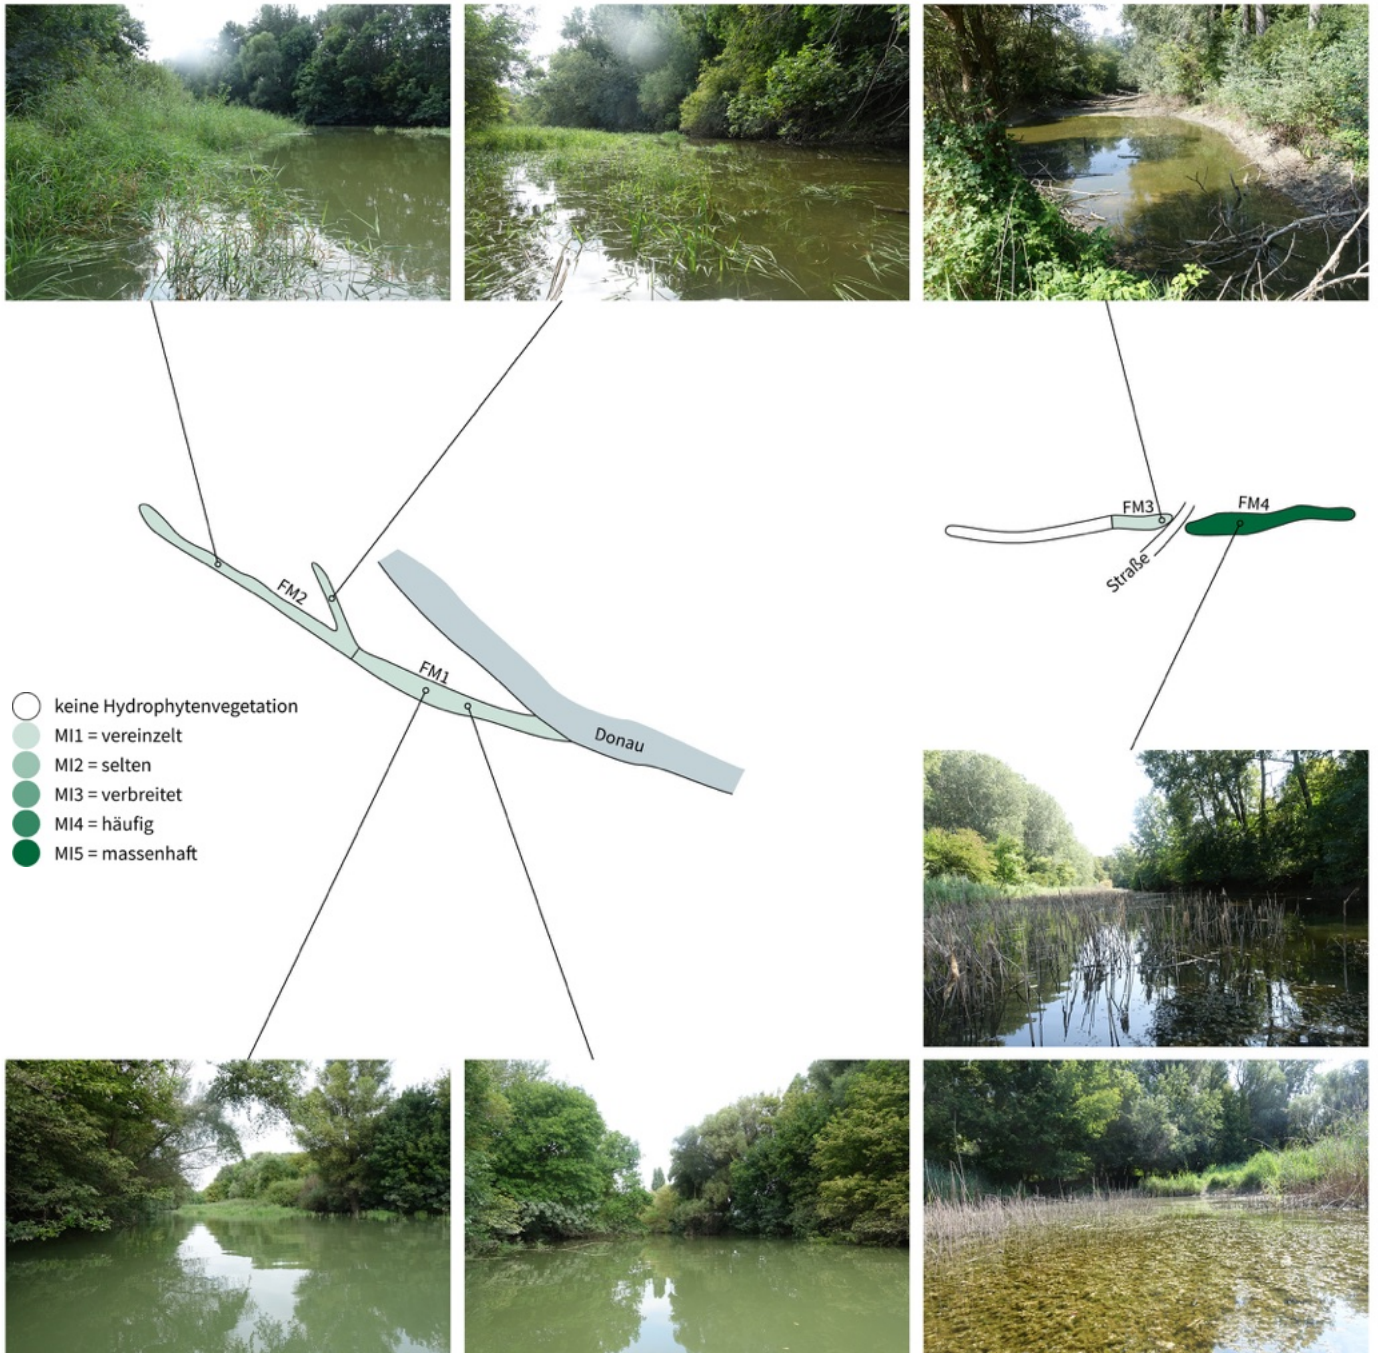 FM3
FM4
Straße
FM2
FM1
Donau
keine Hydrophytenvegetation
MI1 = vereinzelt
MI2 = selten
MI3 = verbreitet
MI4 = häufig
MI5 = massenhaft